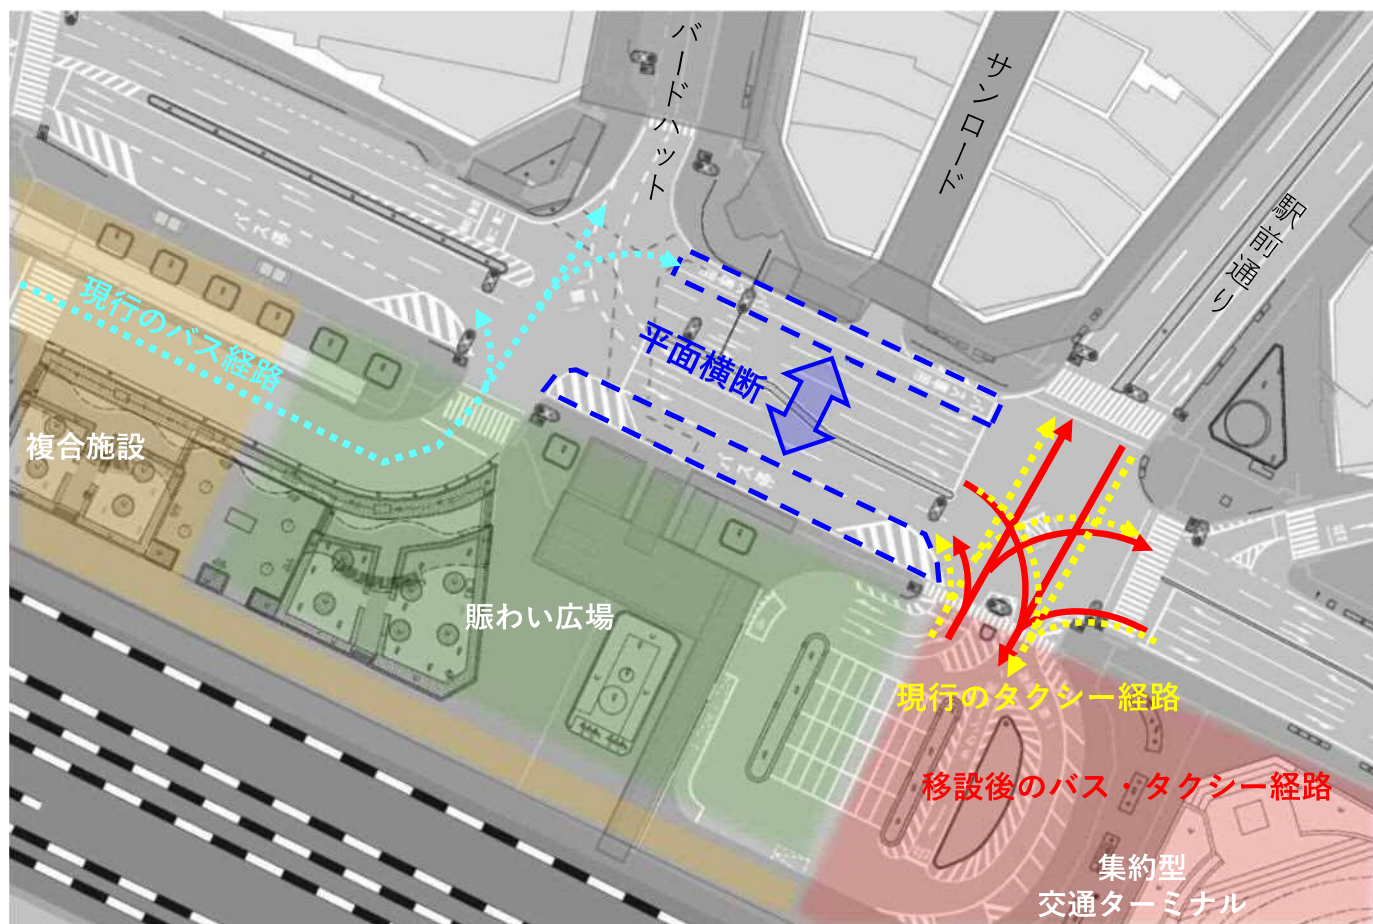 バードハット
サンロード
駅前通り
現行のバス経路
平面横断
複合施設
賑わい広場
現行のタクシー経路
移設後のバス・タクシー経路
集約型
交通ターミナル